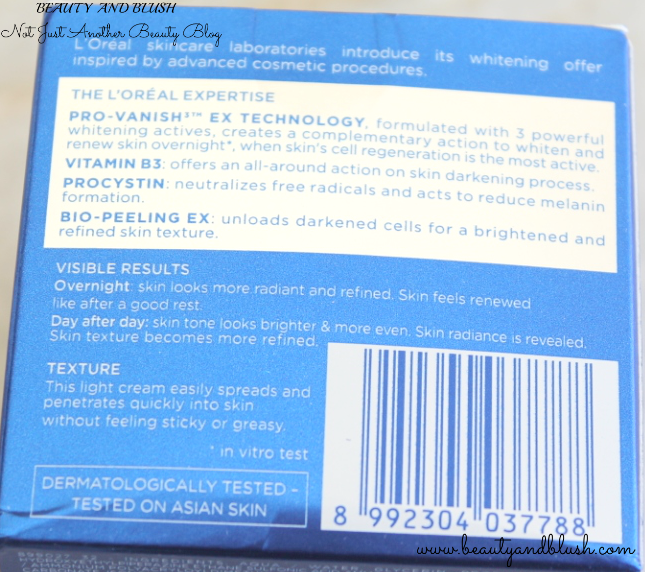 BEAUTY AND BLUSH
Not Just Another Beauty Blog
L'Oréal skincare laboratories introduce its whitening offer
inspired by advanced cosmetic procedures.
THE L'ORÉAL EXPERTISE
PRO-VANISH³™ EX TECHNOLOGY, formulated with 3 powerful
whitening actives, creates a complementary action to whiten and
renew skin overnight*, when skin's cell regeneration is the most active.
VITAMIN B3: offers an all-around action on skin darkening process.
PROCYSTIN: neutralizes free radicals and acts to reduce melanin
formation.
BIO-PEELING EX: unloads darkened cells for a brightened and
refined skin texture.
VISIBLE RESULTS
Overnight: skin looks more radiant and refined. Skin feels renewed
like after a good rest.
Day after day: skin tone looks brighter & more even. Skin radiance is revealed.
Skin texture becomes more refined.
TEXTURE
This light cream easily spreads and
penetrates quickly into skin
without feeling sticky or greasy.
* in vitro test
DERMATOLOGICALLY TESTED –
TESTED ON ASIAN SKIN
8 992304 037788
www.beautyandblush.com